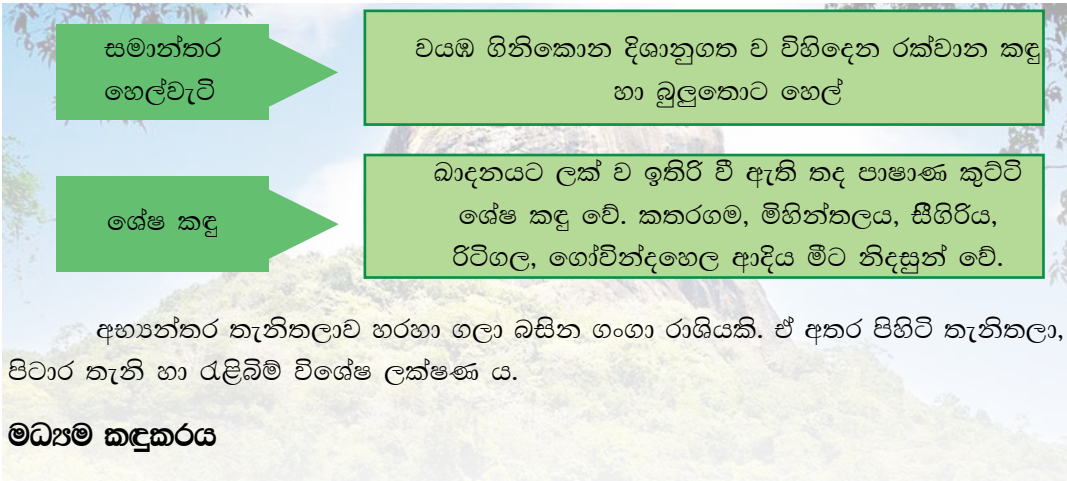 සමාන්තර
හෙල්වැටි
වයඹ ගිනිකොන දිශානුගත ව විහිදෙන රක්වාන කඳු
හා බුලුතොට හෙල්
ශේෂ කඳු
ඛාදනයට ලක් ව ඉතිරි වී ඇති තද පාෂාණ කුට්ටි
ශේෂ කඳු වේ. කතරගම, මිහින්තලය, සීගිරිය,
රිටිගල, ගෝවින්දහෙල ආදිය මීට නිදසුන් වේ.
අභ්‍යන්තර තැනිතලාව හරහා ගලා බසින ගංගා රාශියකි. ඒ අතර පිහිටි තැනිතලා,
පිටාර තැනි හා රැළිබිම් විශේෂ ලක්ෂණ ය.
මධ්‍යම කඳුකරය